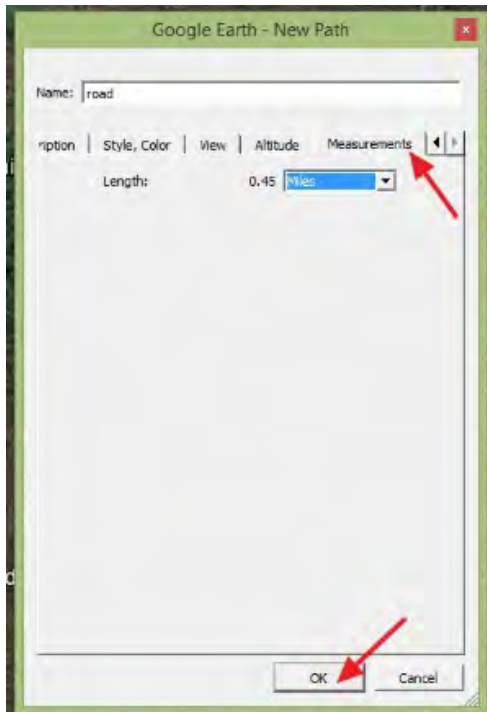 Google Earth - New Path
Name: road
ription | Style, Color | View | Altitude Measurements
Length: 0.45 Miles
OK Cancel